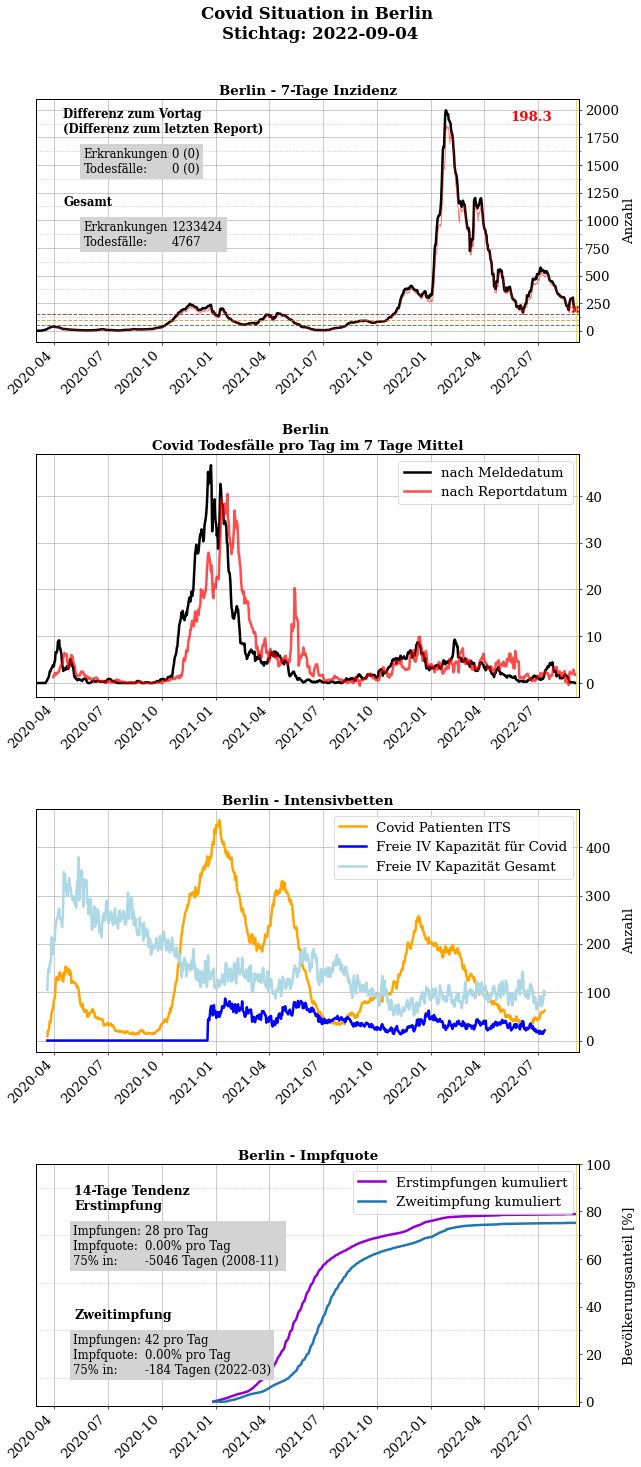 Covid Situation in Berlin
Stichtag: 2022-09-04
Berlin - 7-Tage Inzidenz
Differenz zum Vortag
(Differenz zum letzten Report)
Erkrankungen 0 (0)
Todesfälle: 0 (0)
Gesamt
Erkrankungen 1233424
Todesfälle: 4767
198.3
2000
1750
1500
1250
1000
750
500
250
0
Anzahl
2020-04
2020-07
2020-10
2021-01
2021-04
2021-07
2021-10
2022-01
2022-04
2022-07
Berlin
Covid Todesfälle pro Tag im 7 Tage Mittel
nach Meldedatum
nach Reportdatum
40
30
20
10
0
2020-04
2020-07
2020-10
2021-01
2021-04
2021-07
2021-10
2022-01
2022-04
2022-07
Berlin - Intensivbetten
Covid Patienten ITS
Freie IV Kapazität für Covid
Freie IV Kapazität Gesamt
400
300
200
100
0
Anzahl
2020-04
2020-07
2020-10
2021-01
2021-04
2021-07
2021-10
2022-01
2022-04
2022-07
Berlin - Impfquote
14-Tage Tendenz
Erstimpfung
Impfungen: 28 pro Tag
Impfquote: 0.00% pro Tag
75% in: -5046 Tagen (2008-11)
Zweitimpfung
Impfungen: 42 pro Tag
Impfquote: 0.00% pro Tag
75% in: -184 Tagen (2022-03)
Erstimpfungen kumuliert
Zweitimpfung kumuliert
100
80
60
40
20
0
Bevölkerungsanteil [%]
2020-04
2020-07
2020-10
2021-01
2021-04
2021-07
2021-10
2022-01
2022-04
2022-07